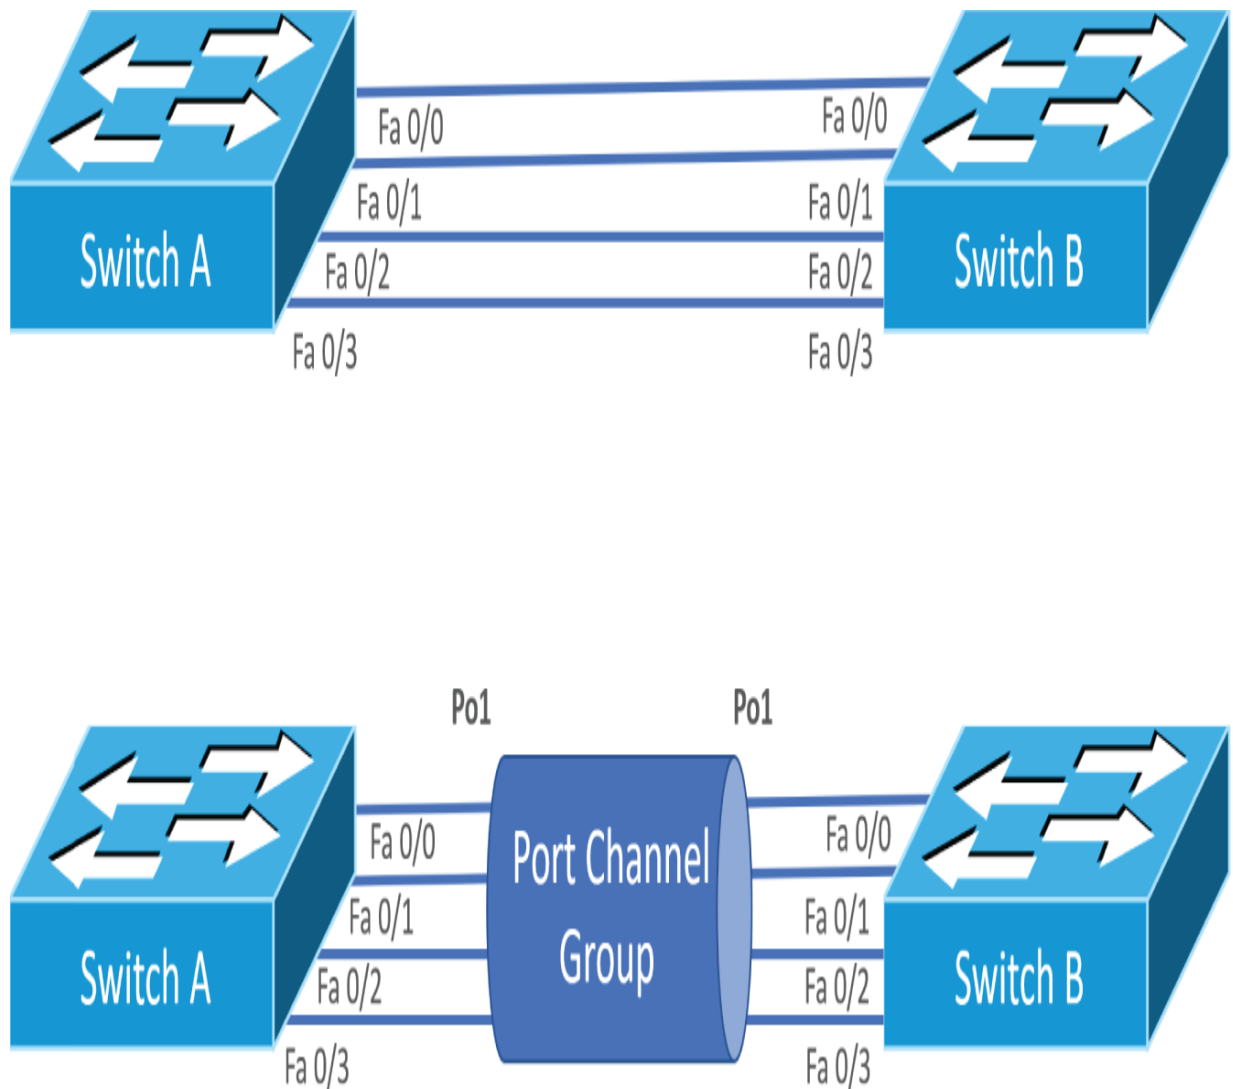 Fa 0/0 Fa 0/0
Fa 0/1 Fa 0/1
Switch A Fa 0/2 Fa 0/2 Switch B
Fa 0/3 Fa 0/3
Po1 Po1
Fa 0/0 Port Channel Fa 0/0
Fa 0/1 Group Fa 0/1
Switch A Fa 0/2 Fa 0/2 Switch B
Fa 0/3 Fa 0/3